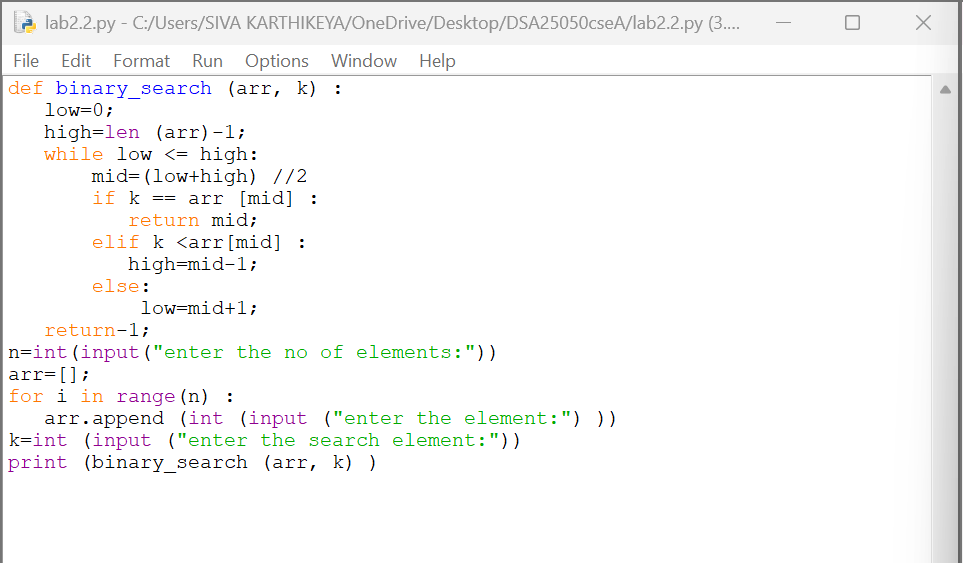 lab2.2.py - C:/Users/SIVA KARTHIKEYA/OneDrive/Desktop/DSA25050cseA/lab2.2.py (3....
File Edit Format Run Options Window Help
def binary_search (arr, k) :
   low=0;
   high=len (arr)-1;
   while low <= high:
       mid=(low+high) //2
       if k == arr [mid] :
          return mid;
       elif k <arr[mid] :
          high=mid-1;
       else:
           low=mid+1;
   return-1;
n=int(input("enter the no of elements:"))
arr=[];
for i in range(n) :
   arr.append (int (input ("enter the element:") ))
k=int (input ("enter the search element:"))
print (binary_search (arr, k) )